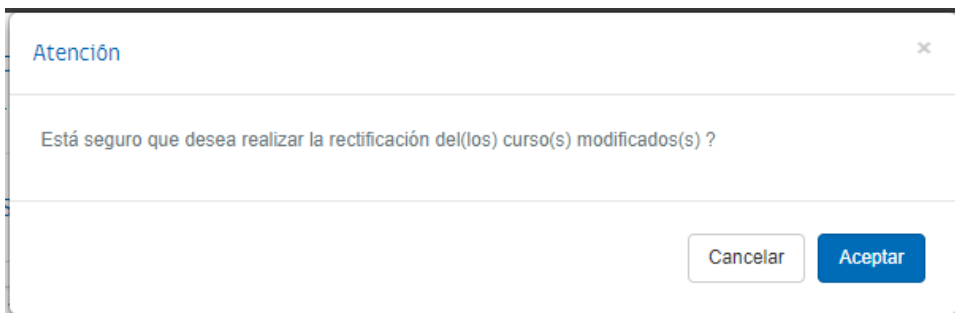 Atención
×
Está seguro que desea realizar la rectificación del(los) curso(s) modificados(s) ?
Cancelar
Aceptar